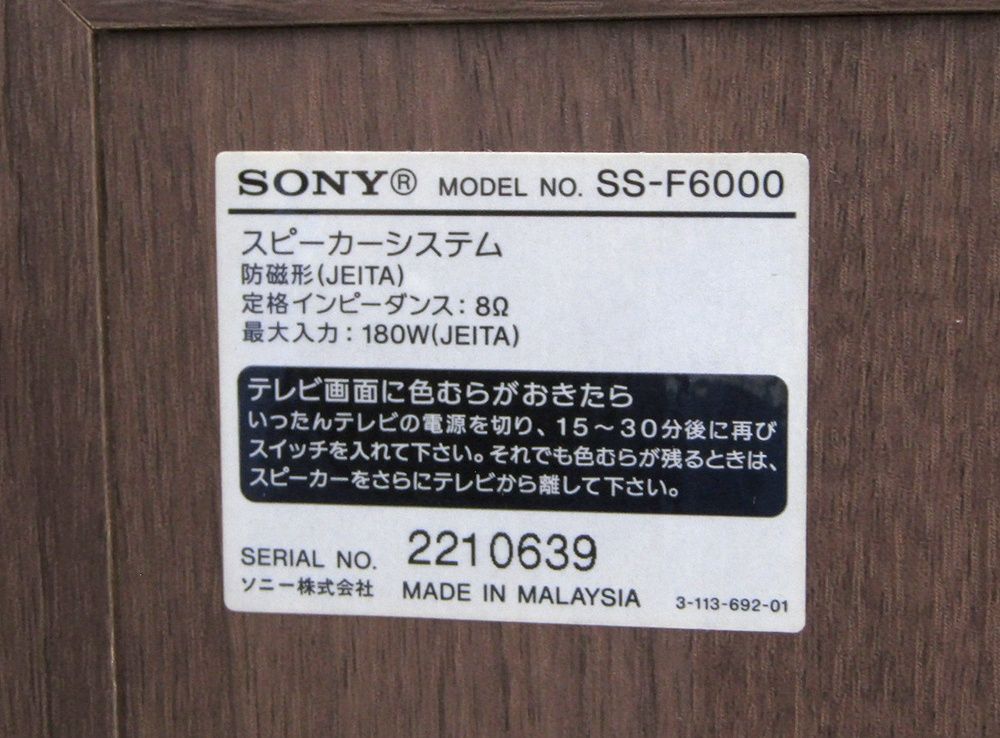 SONY® MODEL NO. SS-F6000
スピーカーシステム
防磁形(JEITA)
定格インピーダンス：8Ω
最大入力：180W(JEITA)
テレビ画面に色むらがおきたら
いったんテレビの電源を切り、15～30分後に再び
スイッチを入れて下さい。それでも色むらが残るときは、
スピーカーをさらにテレビから離して下さい。
SERIAL NO. 2210639
ソニー株式会社 MADE IN MALAYSIA 3-113-692-01